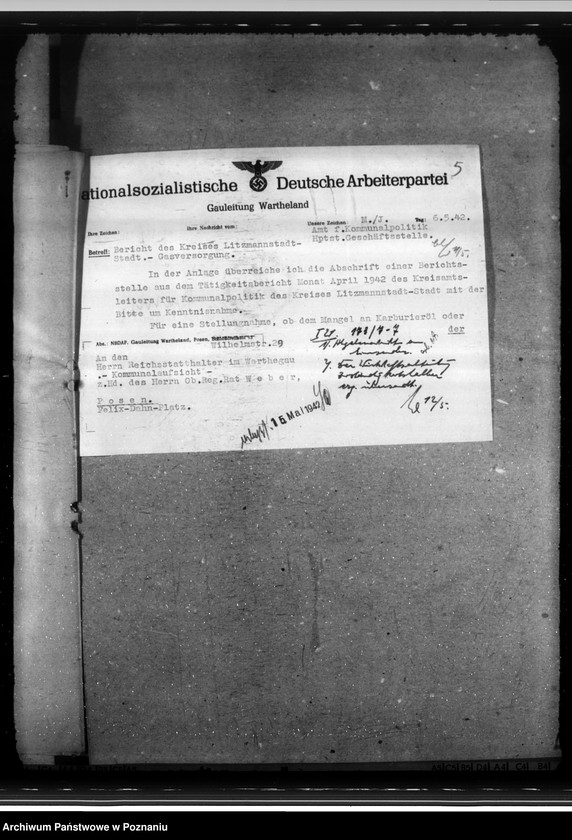 5
ationalsozialistische Deutsche Arbeiterpartei
Gauleitung Wartheland
Ihre Zeichen: Ihre Nachricht vom: Unsere Zeichen: M./J. Tag: 6.5.42.
Amt f.Kommunalpolitik
Hptst.Geschäftsstelle.
Betreff: Bericht des Kreises Litzmannstadt-
Stadt.- Gasversorgung.
In der Anlage überreiche ich die Abschrift einer Berichts-
stelle aus dem Tätigkeitsbericht Monat April 1942 des Kreisamts-
leiters für Kommunalpolitik des Kreises Litzmannstadt-Stadt mit der
Bitte um Kenntnisnahme.
Für eine Stellungnahme, ob dem Mangel an Karburieröl oder
der
Abs.: NSDAP. Gauleitung Wartheland, Posen,
Wilhelmstr.29
An den
Herrn Reichsstatthalter im Warthegau
.- Kommunalaufsicht -
z.Hd. des Herrn Ob.Reg.Rat W e b e r,
P o s e n.
Felix-Dahn-Platz.
15 Mai 1942
12/5.
Archiwum Państwowe w Poznaniu